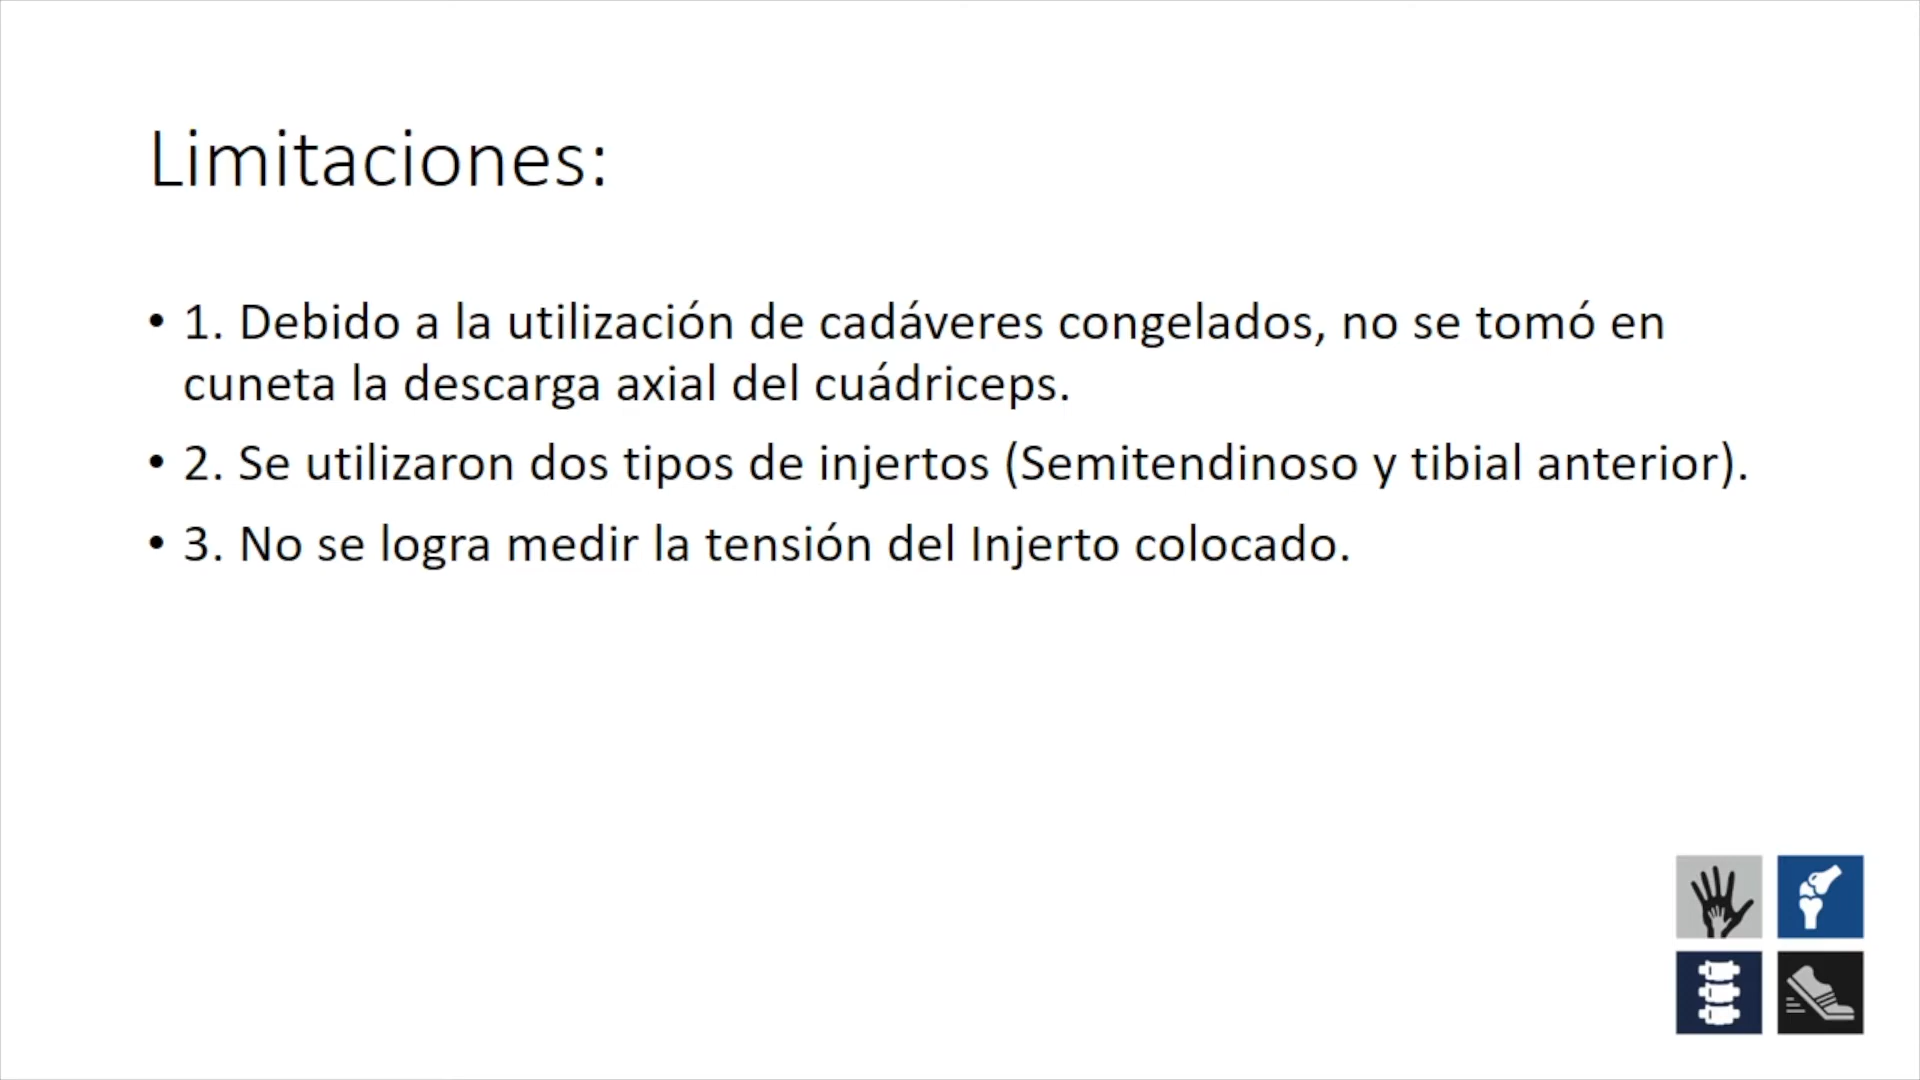 Limitaciones:
• 1. Debido a la utilización de cadáveres congelados, no se tomó en
cuneta la descarga axial del cuádriceps.
• 2. Se utilizaron dos tipos de injertos (Semitendinoso y tibial anterior).
• 3. No se logra medir la tensión del Injerto colocado.